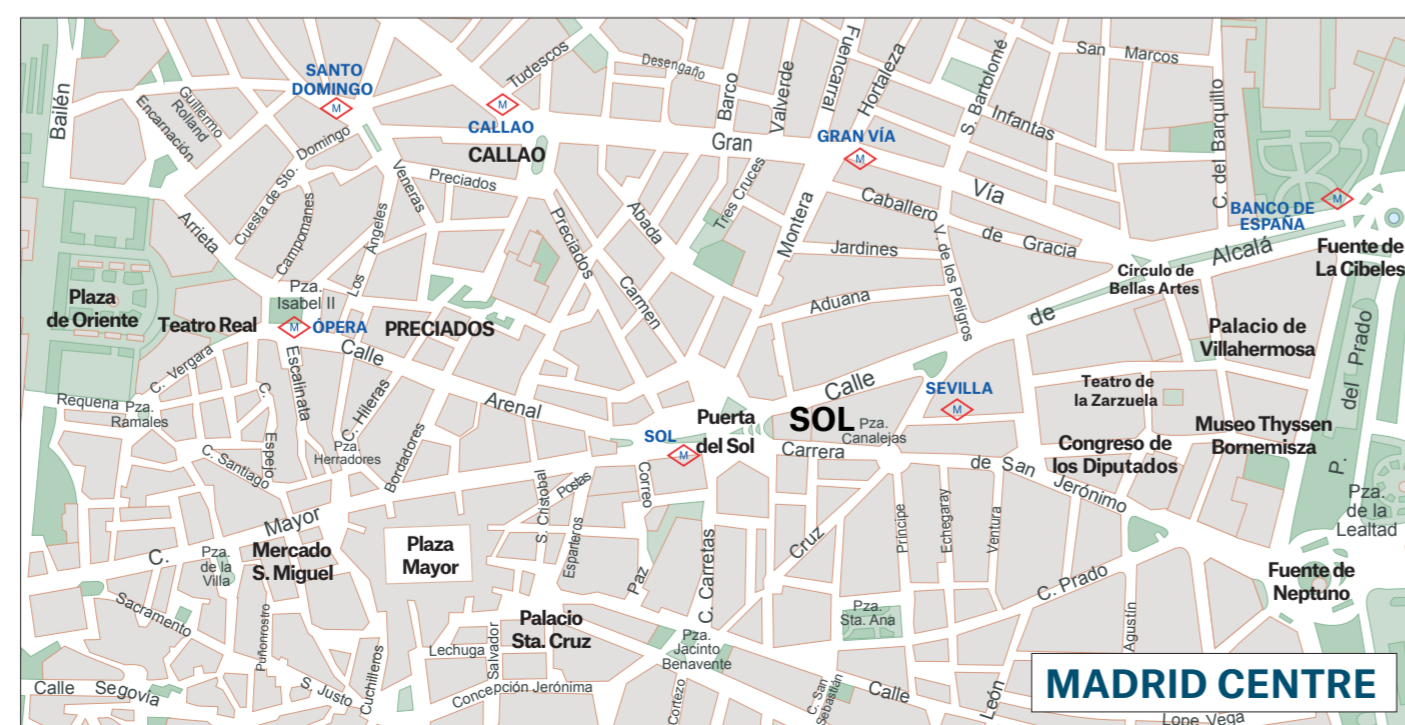 Bailén
Guillermo
Rolland
Encarnación
SANTO
DOMINGO
M
Cuesta de Sto. Domingo
Arrieta
Campomanes
Veneras
Los Angeles
Preciados
CALLAO
M
CALLAO
Tudescos
Desengaño
Barco
Valverde
Fuencarral
Hortaleza
S. Bartolomé
San Marcos
Infantas
C. del Barquillo
Gran Vía
GRAN VÍA
M
Caballero de Gracia
V. de los Peligros
Jardines
Aduana
Montera
Tres Cruces
Abada
Preciados
Carmen
BANCO DE
ESPAÑA
M
Calle de Alcalá
Fuente de
La Cibeles
Círculo de
Bellas Artes
Palacio de
Villahermosa
P. del Prado
Plaza
de Oriente
Teatro Real
Pza.
Isabel II
M
ÓPERA
PRECIADOS
Calle Arenal
C. Vergara
C. Espejo
Escalinata
C. Hileras
Bordadores
Requena
Pza.
Ramales
C. Santiago
Pza.
Herradores
SOL
M
Puerta
del Sol
SOL
Pza.
Canalejas
SEVILLA
M
Teatro de
la Zarzuela
Museo Thyssen
Bornemisza
Congreso de
los Diputados
Carrera de San Jerónimo
Pza.
de la
Lealtad
Fuente de
Neptuno
C. Mayor
Pza.
de la
Villa
Mercado
S. Miguel
Plaza
Mayor
S. Cristobal
Postas
Esparteros
Correo
Paz
C. Carretas
Cruz
Principe
Echegaray
Ventura
C. Prado
Pza.
Sta. Ana
Agustín
León
Sacramento
Puñonrostro
Cuchilleros
S. Justo
Calle Segovia
Lechuga
Salvador
Palacio
Sta. Cruz
Concepción Jerónima
Pza.
Jacinto
Benavente
Cortezo
C. San
Sebastián
Calle
Lope Vega
MADRID CENTRE